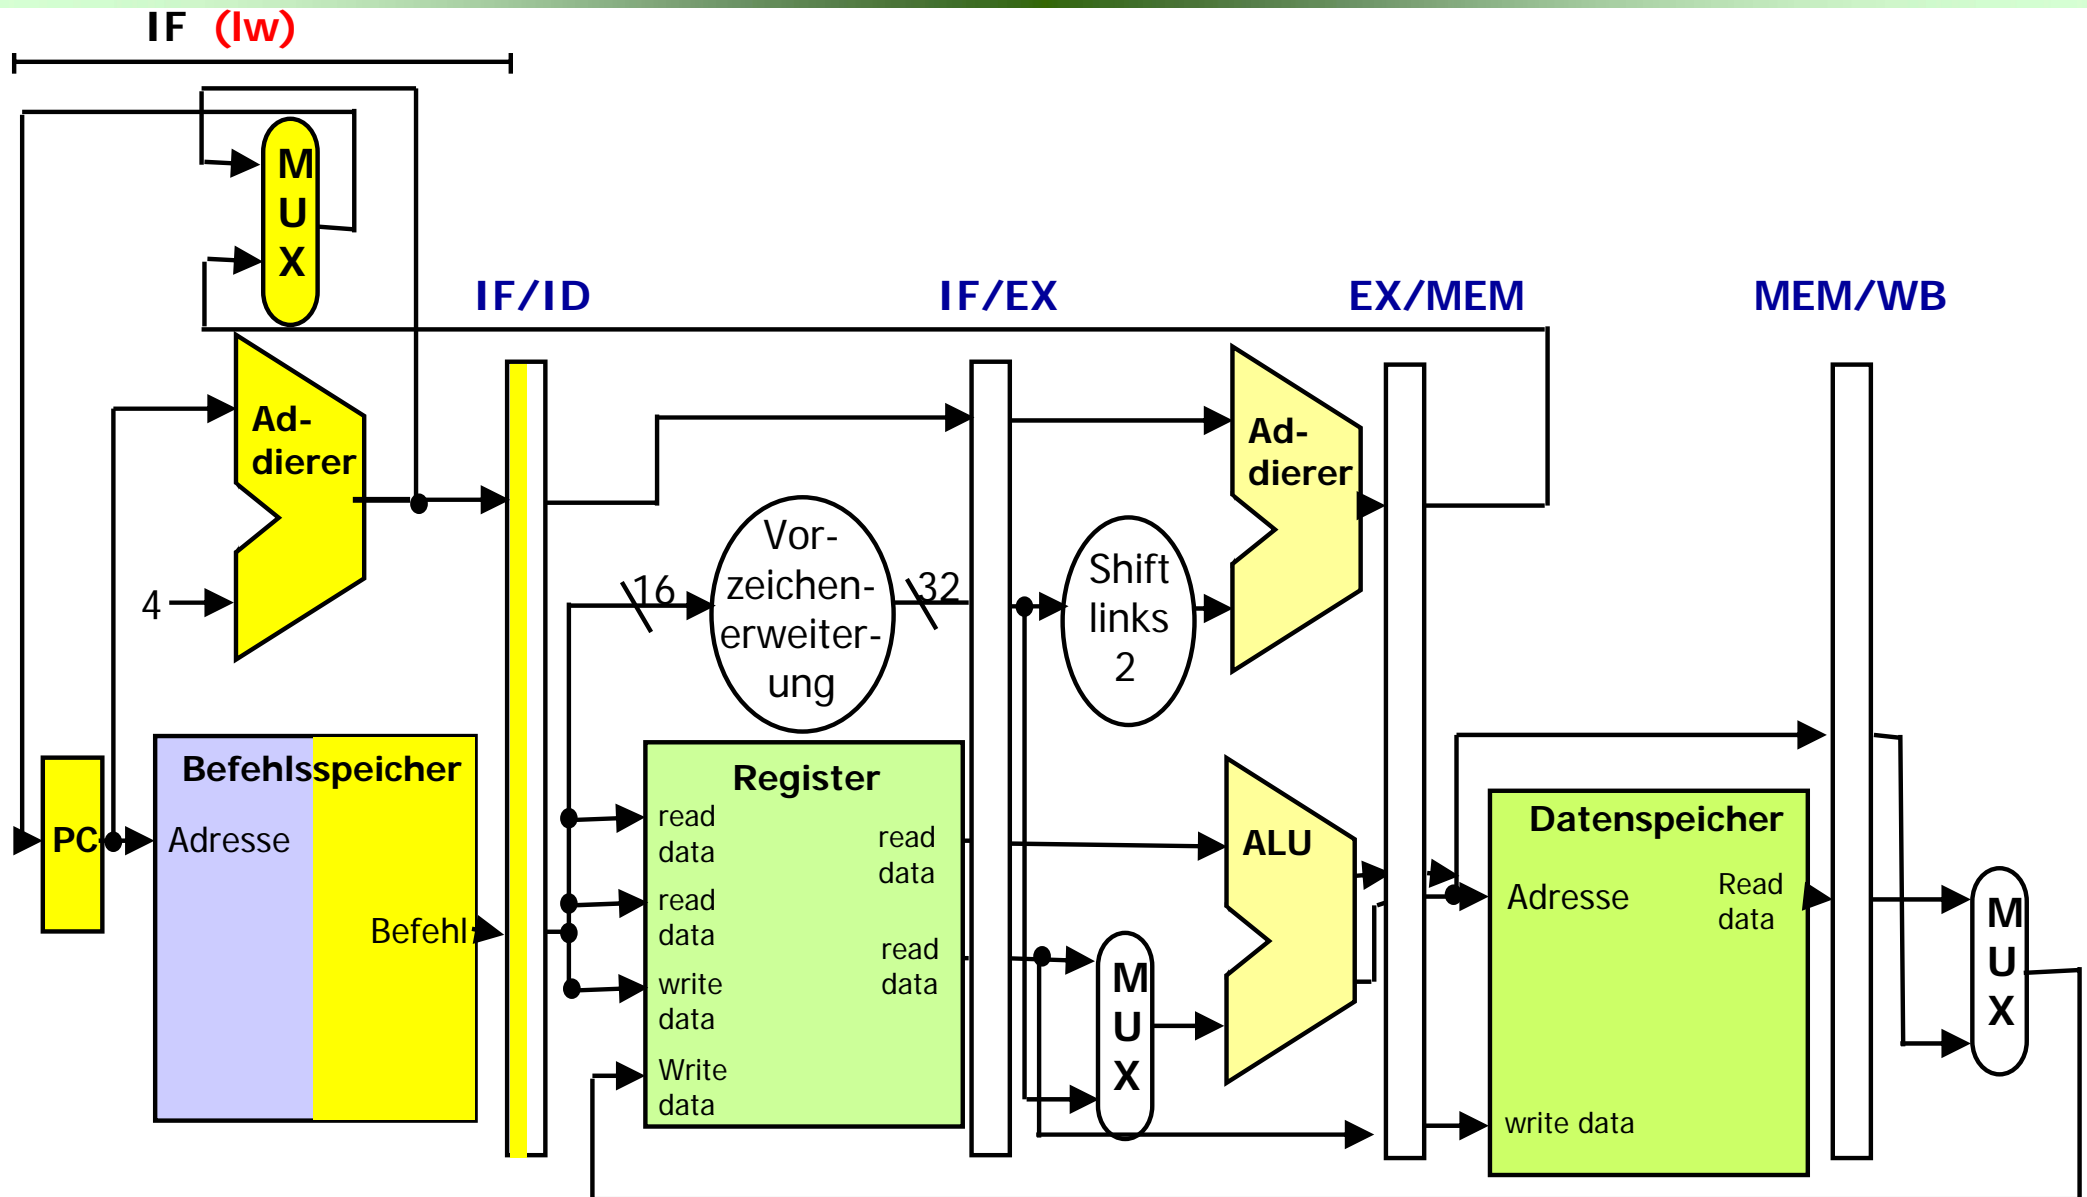 IF (lw)
M
U
X
IF/ID
IF/EX
EX/MEM
MEM/WB
Ad-
dierer
4
16
Vor-
zeichen-
erweiter-
ung
32
Shift
links
2
Ad-
dierer
PC
Befehlsspeicher
Adresse
Befehl
Register
read
data
read
data
write
data
Write
data
read
data
read
data
M
U
X
ALU
Datenspeicher
Adresse
Read
data
write data
M
U
X